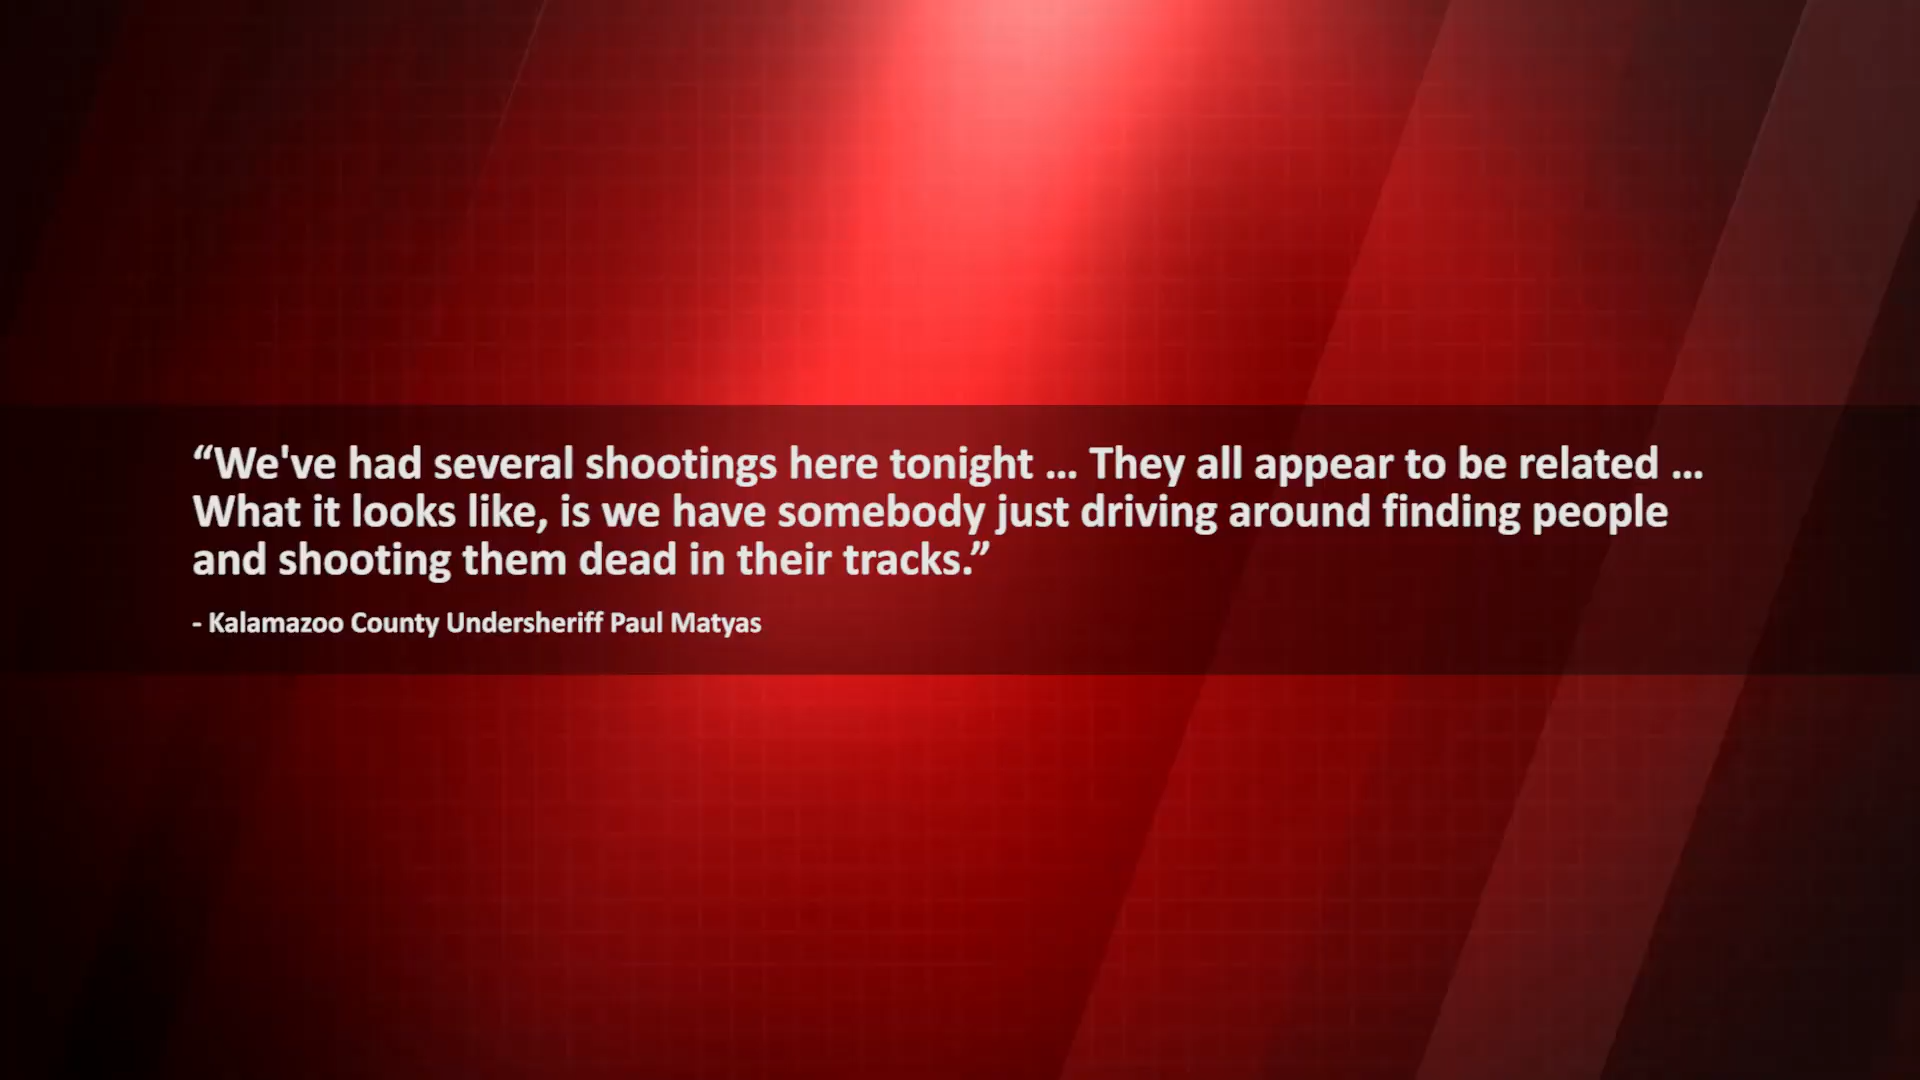 “We've had several shootings here tonight ... They all appear to be related ...
What it looks like, is we have somebody just driving around finding people
and shooting them dead in their tracks.”
- Kalamazoo County Undersheriff Paul Matyas